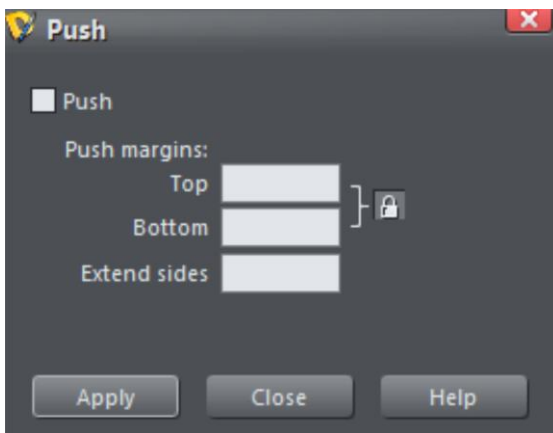 Push
Push
Push margins:
Top
Bottom
Extend sides
Apply Close Help